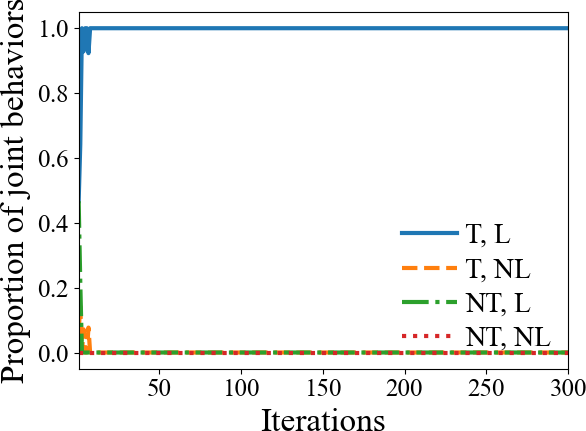 Proportion of joint behaviors
1.0
0.8
0.6
0.4
0.2
0.0
T, L
T, NL
NT, L
NT, NL
50 100 150 200 250 300
Iterations